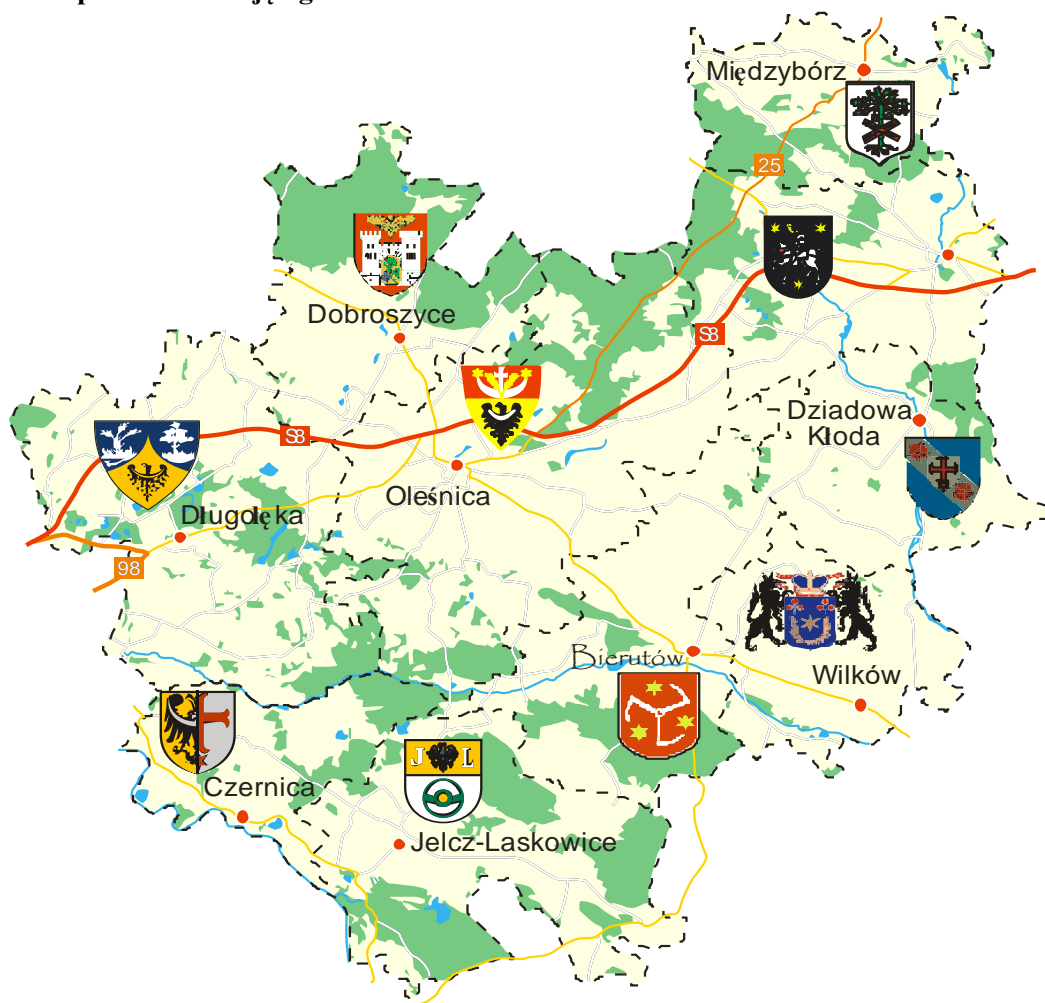 Międzybórz
25
Dobroszyce
S8
Dziadowa
Kłoda
S8
Oleśnica
Długołęka
98
Bierutów
Wilków
J L
Czernica
Jelcz-Laskowice